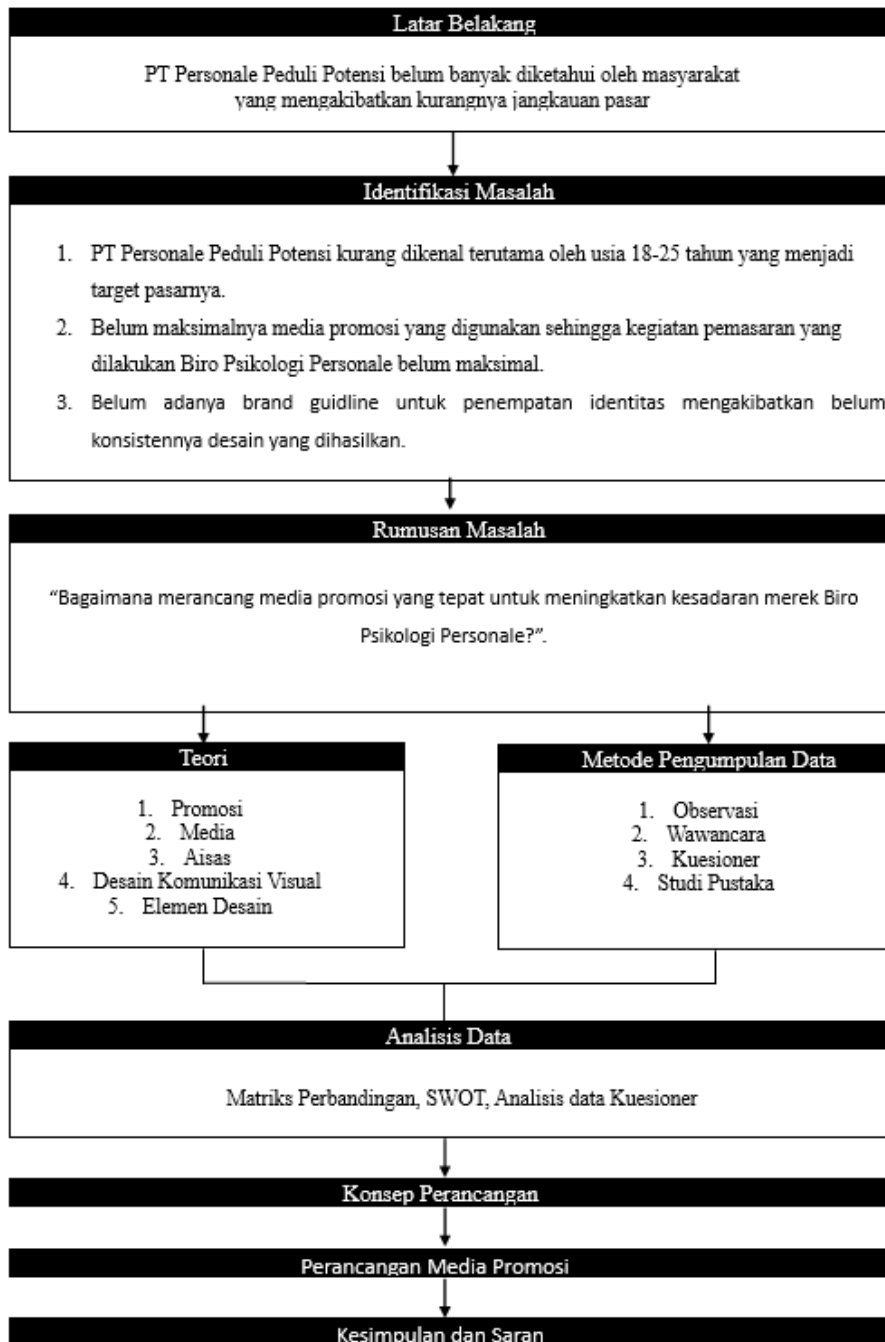 Latar Belakang
PT Personale Peduli Potensi belum banyak diketahui oleh masyarakat
yang mengakibatkan kurangnya jangkauan pasar
Identifikasi Masalah
1. PT Personale Peduli Potensi kurang dikenal terutama oleh usia 18-25 tahun yang menjadi
target pasarnya.
2. Belum maksimalnya media promosi yang digunakan sehingga kegiatan pemasaran yang
dilakukan Biro Psikologi Personale belum maksimal.
3. Belum adanya brand guidline untuk penempatan identitas mengakibatkan belum
konsistennya desain yang dihasilkan.
Rumusan Masalah
“Bagaimana merancang media promosi yang tepat untuk meningkatkan kesadaran merek Biro
Psikologi Personale?”.
Teori
1. Promosi
2. Media
3. Aisas
4. Desain Komunikasi Visual
5. Elemen Desain
Metode Pengumpulan Data
1. Observasi
2. Wawancara
3. Kuesioner
4. Studi Pustaka
Analisis Data
Matriks Perbandingan, SWOT, Analisis data Kuesioner
Konsep Perancangan
Perancangan Media Promosi
Kesimpulan dan Saran